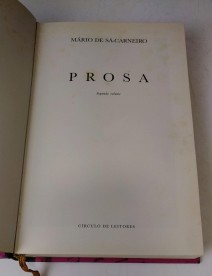 MÁRIO DE SÁ-CARNEIRO
PROSA
CÍRCULO DE LEITORES